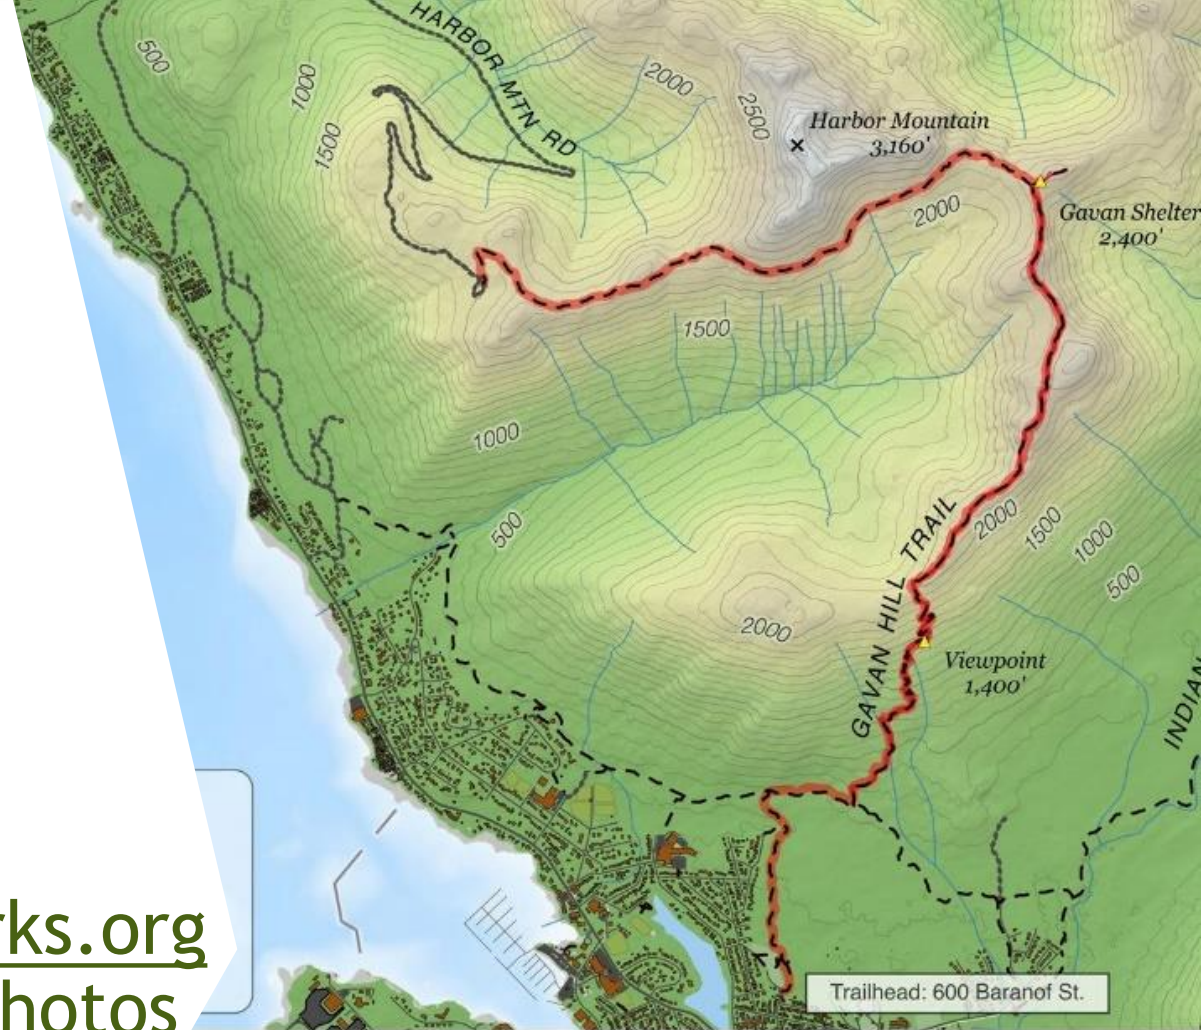 HARBOR MTN RD
500
1000
1500
2000
2500
Harbor Mountain
3,160'
2000
Gavan Shelter
2,400'
1500
1000
500
GAVAN HILL TRAIL
2000
1500
1000
500
2000
Viewpoint
1,400'
INDIAN
rks.org
hotos
Trailhead: 600 Baranof St.